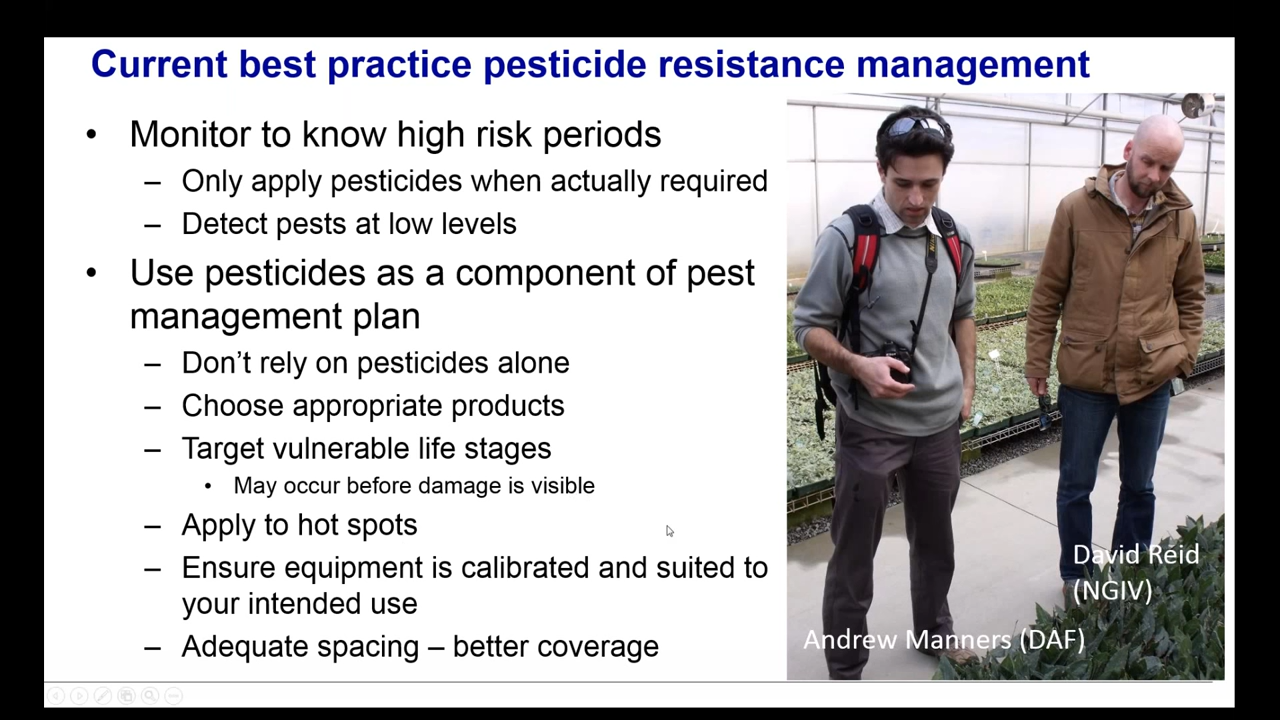 Current best practice pesticide resistance management
• Monitor to know high risk periods
– Only apply pesticides when actually required
– Detect pests at low levels
• Use pesticides as a component of pest
management plan
– Don’t rely on pesticides alone
– Choose appropriate products
– Target vulnerable life stages
• May occur before damage is visible
– Apply to hot spots
– Ensure equipment is calibrated and suited to
your intended use
– Adequate spacing – better coverage
David Reid
(NGIV)
Andrew Manners (DAF)